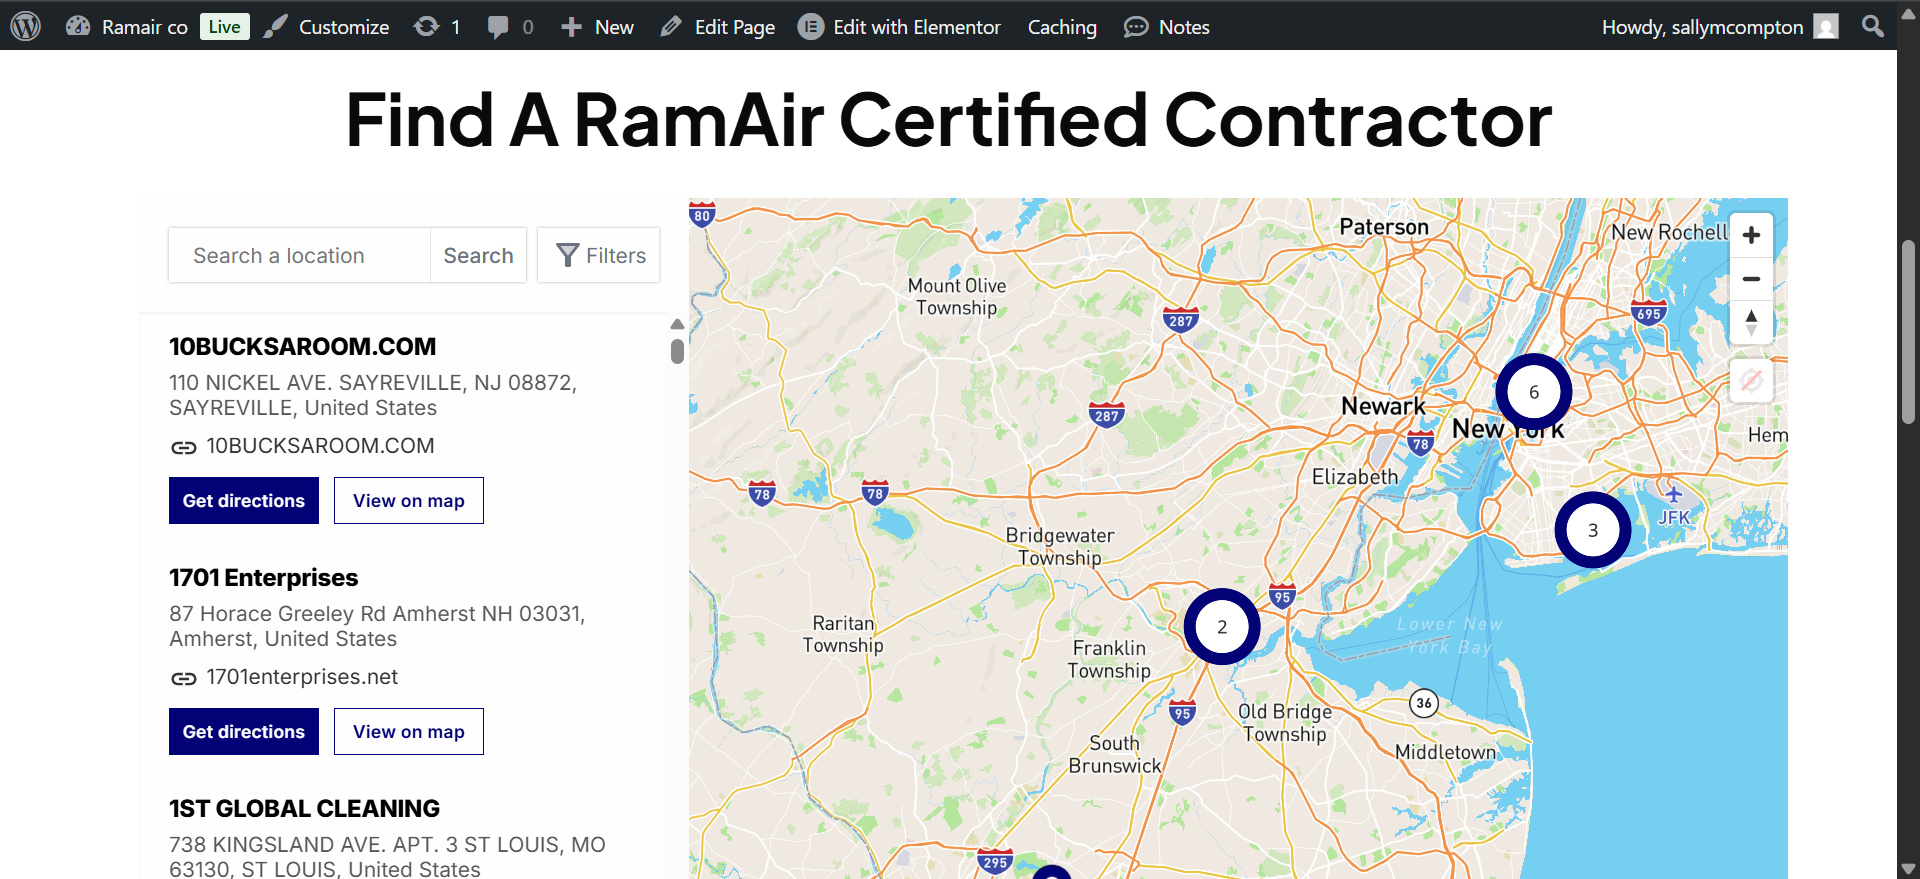 Ramair co Live Customize 1 0 New Edit Page Edit with Elementor Caching Notes Howdy, sallymcompton
Find A RamAir Certified Contractor
Search a location Search Filters
10BUCKSAROOM.COM
110 NICKEL AVE. SAYREVILLE, NJ 08872,
SAYREVILLE, United States
10BUCKSAROOM.COM
Get directions View on map
1701 Enterprises
87 Horace Greeley Rd Amherst NH 03031,
Amherst, United States
1701enterprises.net
Get directions View on map
1ST GLOBAL CLEANING
738 KINGSLAND AVE. APT. 3 ST LOUIS, MO
63130, ST LOUIS, United States
80
Paterson
New Rochell
Mount Olive
Township
287
695
6
287
Newark
78
New York
Hem
Elizabeth
78
78
JFK
3
Bridgewater
Township
95
2
Raritan
Township
Lower New
York Bay
Franklin
Township
36
95
Old Bridge
Township
South
Brunswick
Middletown
295